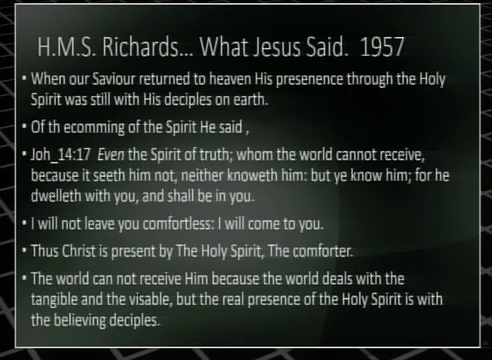 H.M.S. Richards... What Jesus Said. 1957
• When our Saviour returned to heaven His presenence through the Holy
Spirit was still with His deciples on earth.
• Of th ecomming of the Spirit He said ,
• Joh_14:17 Even the Spirit of truth; whom the world cannot receive,
because it seeth him not, neither knoweth him: but ye know him; for he
dwelleth with you, and shall be in you.
• I will not leave you comfortless: I will come to you.
• Thus Christ is present by The Holy Spirit, The comforter.
• The world can not receive Him because the world deals with the
tangible and the visable, but the real presence of the Holy Spirit is with
the believing deciples.